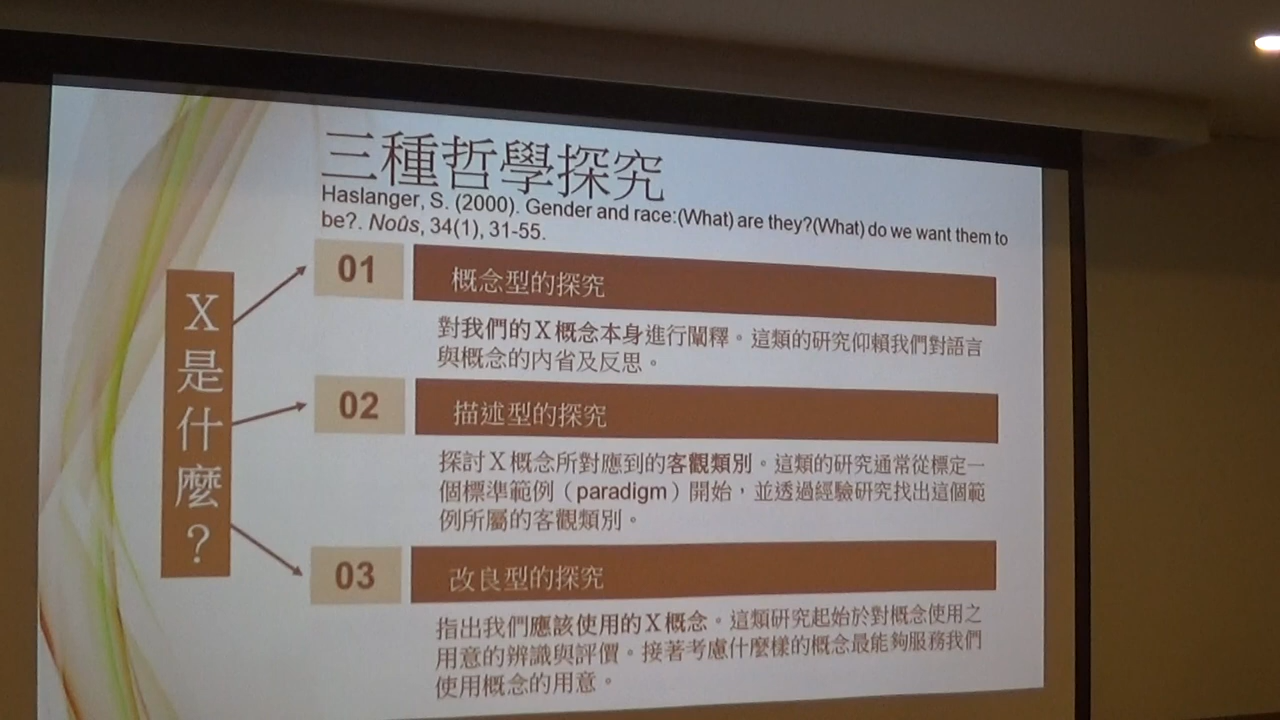 三種哲學探究
Haslanger, S. (2000). Gender and race:(What) are they?(What) do we want them to
be?. Noûs, 34(1), 31-55.
X是什麼？
01
概念型的探究
對我們的X概念本身進行闡釋。這類的研究仰賴我們對語言
與概念的內省及反思。
02
描述型的探究
探討X概念所對應到的客觀類別。這類的研究通常從標定一
個標準範例（paradigm）開始，並透過經驗研究找出這個範
例所屬的客觀類別。
03
改良型的探究
指出我們應該使用的X概念。這類研究起始於對概念使用之
用意的辨識與評價。接著考慮什麼樣的概念最能夠服務我們
使用概念的用意。